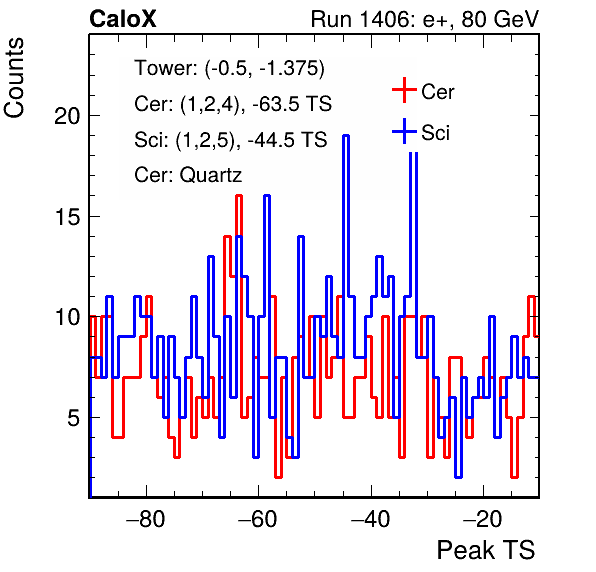 CaloX Run 1406: e+, 80 GeV
Counts
Tower: (-0.5, -1.375)
Cer: (1,2,4), -63.5 TS
Sci: (1,2,5), -44.5 TS
Cer: Quartz
Cer
Sci
20
15
10
5
−80 −60 −40 −20
Peak TS